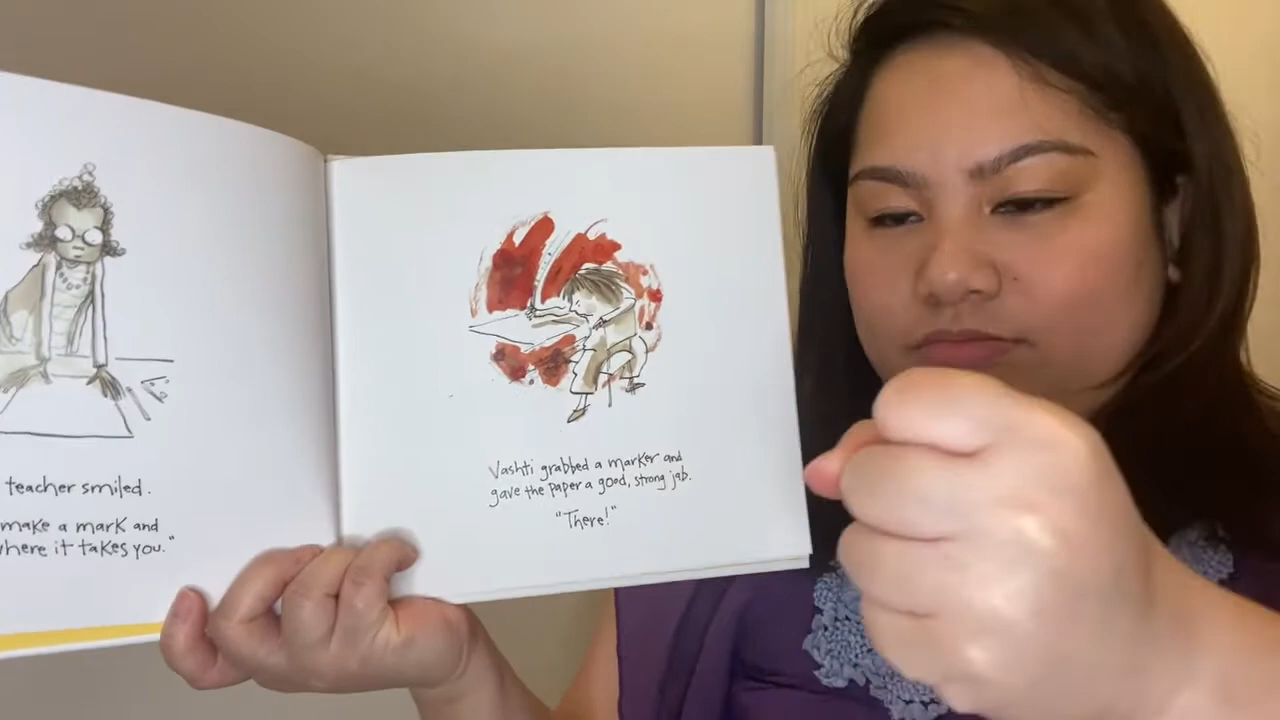 teacher smiled.
make a mark and
where it takes you."
Vashti grabbed a marker and
gave the paper a good, strong jab.
"There!"